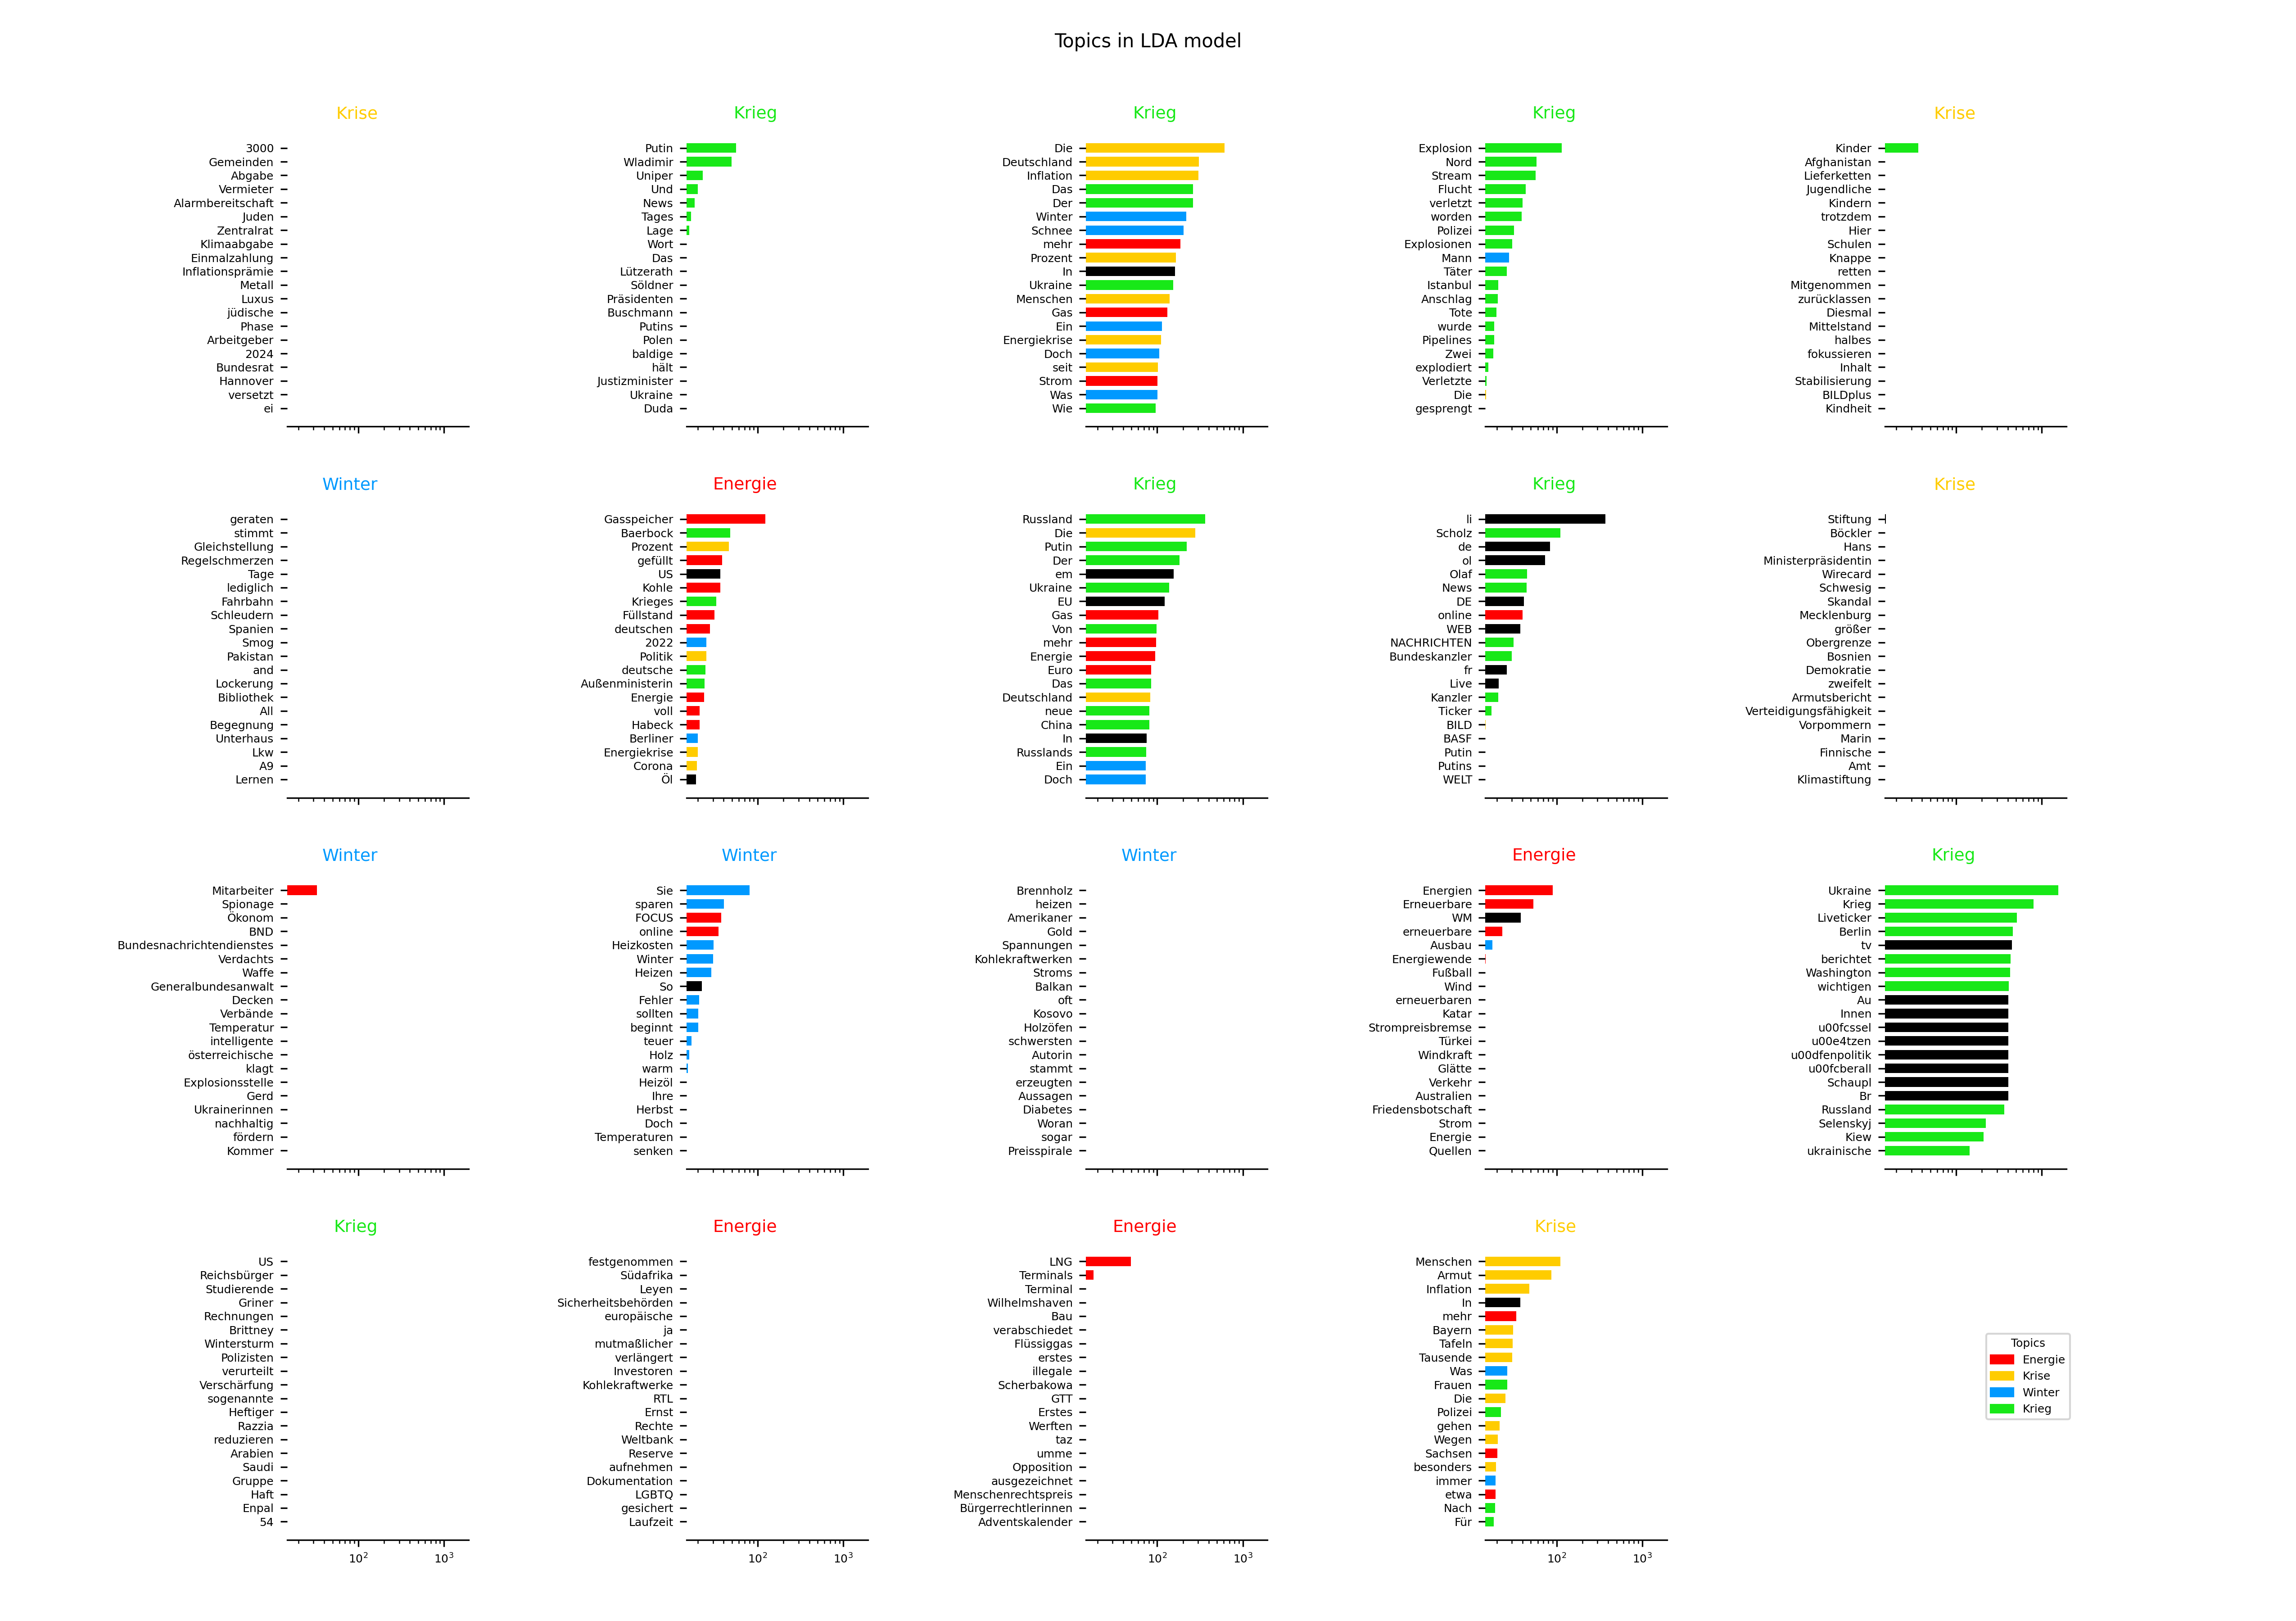 Topics in LDA model
Krise
3000
Gemeinden
Abgabe
Vermieter
Alarmbereitschaft
Juden
Zentralrat
Klimaabgabe
Einmalzahlung
Inflationsprämie
Metall
Luxus
jüdische
Phase
Arbeitgeber
2024
Bundesrat
Hannover
versetzt
ei
Krieg
Putin
Wladimir
Uniper
Und
News
Tages
Lage
Wort
Das
Lützerath
Söldner
Präsidenten
Buschmann
Putins
Polen
baldige
hält
Justizminister
Ukraine
Duda
Krieg
Die
Deutschland
Inflation
Das
Der
Winter
Schnee
mehr
Prozent
In
Ukraine
Menschen
Gas
Ein
Energiekrise
Doch
seit
Strom
Was
Wie
Krieg
Explosion
Nord
Stream
Flucht
verletzt
worden
Polizei
Explosionen
Mann
Täter
Istanbul
Anschlag
Tote
wurde
Pipelines
Zwei
explodiert
Verletzte
Die
gesprengt
Krise
Kinder
Afghanistan
Lieferketten
Jugendliche
Kindern
trotzdem
Hier
Schulen
Knappe
retten
Mitgenommen
zurücklassen
Diesmal
Mittelstand
halbes
fokussieren
Inhalt
Stabilisierung
BILDplus
Kindheit
Winter
geraten
stimmt
Gleichstellung
Regelschmerzen
Tage
lediglich
Fahrbahn
Schleudern
Spanien
Smog
Pakistan
and
Lockerung
Bibliothek
All
Begegnung
Unterhaus
Lkw
A9
Lernen
Energie
Gasspeicher
Baerbock
Prozent
gefüllt
US
Kohle
Krieges
Füllstand
deutschen
2022
Politik
deutsche
Außenministerin
Energie
voll
Habeck
Berliner
Energiekrise
Corona
Öl
Krieg
Russland
Die
Putin
Der
em
Ukraine
EU
Gas
Von
mehr
Energie
Euro
Das
Deutschland
neue
China
In
Russlands
Ein
Doch
Krieg
li
Scholz
de
ol
Olaf
News
DE
online
WEB
NACHRICHTEN
Bundeskanzler
fr
Live
Kanzler
Ticker
BILD
BASF
Putin
Putins
WELT
Krise
Stiftung
Böckler
Hans
Ministerpräsidentin
Wirecard
Schwesig
Skandal
Mecklenburg
größer
Obergrenze
Bosnien
Demokratie
zweifelt
Armutsbericht
Verteidigungsfähigkeit
Vorpommern
Marin
Finnische
Amt
Klimastiftung
Winter
Mitarbeiter
Spionage
Ökonom
BND
Bundesnachrichtendienstes
Verdachts
Waffe
Generalbundesanwalt
Decken
Verbände
Temperatur
intelligente
österreichische
klagt
Explosionsstelle
Gerd
Ukrainerinnen
nachhaltig
fördern
Kommer
Winter
Sie
sparen
FOCUS
online
Heizkosten
Winter
Heizen
So
Fehler
sollten
beginnt
teuer
Holz
warm
Heizöl
Ihre
Herbst
Doch
Temperaturen
senken
Winter
Brennholz
heizen
Amerikaner
Gold
Spannungen
Kohlekraftwerken
Stroms
Balkan
oft
Kosovo
Holzöfen
schwersten
Autorin
stammt
erzeugten
Aussagen
Diabetes
Woran
sogar
Preisspirale
Energie
Energien
Erneuerbare
WM
erneuerbare
Ausbau
Energiewende
Fußball
Wind
erneuerbaren
Katar
Strompreisbremse
Türkei
Windkraft
Glätte
Verkehr
Australien
Friedensbotschaft
Strom
Energie
Quellen
Krieg
Ukraine
Krieg
Liveticker
Berlin
tv
berichtet
Washington
wichtigen
Au
Innen
u00fcssel
u00e4tzen
u00dfenpolitik
u00fcberall
Schaupl
Br
Russland
Selenskyj
Kiew
ukrainische
Krieg
US
Reichsbürger
Studierende
Griner
Rechnungen
Brittney
Wintersturm
Polizisten
verurteilt
Verschärfung
sogenannte
Heftiger
Razzia
reduzieren
Arabien
Saudi
Gruppe
Haft
Enpal
54
10² 10³
Energie
festgenommen
Südafrika
Leyen
Sicherheitsbehörden
europäische
ja
mutmaßlicher
verlängert
Investoren
Kohlekraftwerke
RTL
Ernst
Rechte
Weltbank
Reserve
aufnehmen
Dokumentation
LGBTQ
gesichert
Laufzeit
10² 10³
Energie
LNG
Terminals
Terminal
Wilhelmshaven
Bau
verabschiedet
Flüssiggas
erstes
illegale
Scherbakowa
GTT
Erstes
Werften
taz
umme
Opposition
ausgezeichnet
Menschenrechtspreis
Bürgerrechtlerinnen
Adventskalender
10² 10³
Krise
Menschen
Armut
Inflation
In
mehr
Bayern
Tafeln
Tausende
Was
Frauen
Die
Polizei
gehen
Wegen
Sachsen
besonders
immer
etwa
Nach
Für
10² 10³
Topics
Energie
Krise
Winter
Krieg